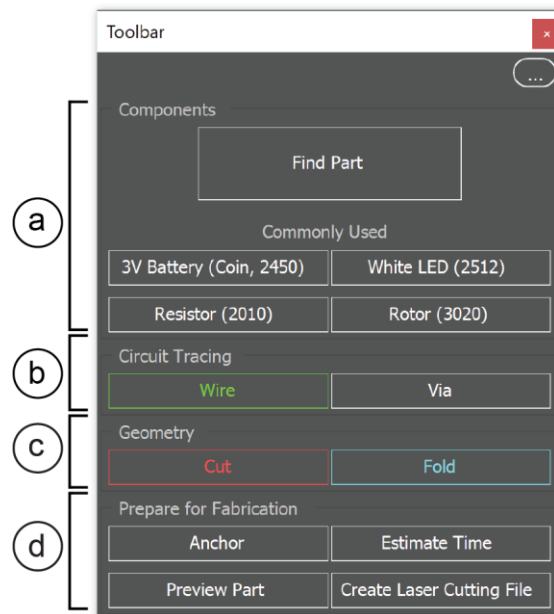 Toolbar ×
...
Components
Find Part
Commonly Used
3V Battery (Coin, 2450) White LED (2512)
Resistor (2010) Rotor (3020)
a
Circuit Tracing
Wire Via
b
Geometry
Cut Fold
c
Prepare for Fabrication
Anchor Estimate Time
d
Preview Part Create Laser Cutting File